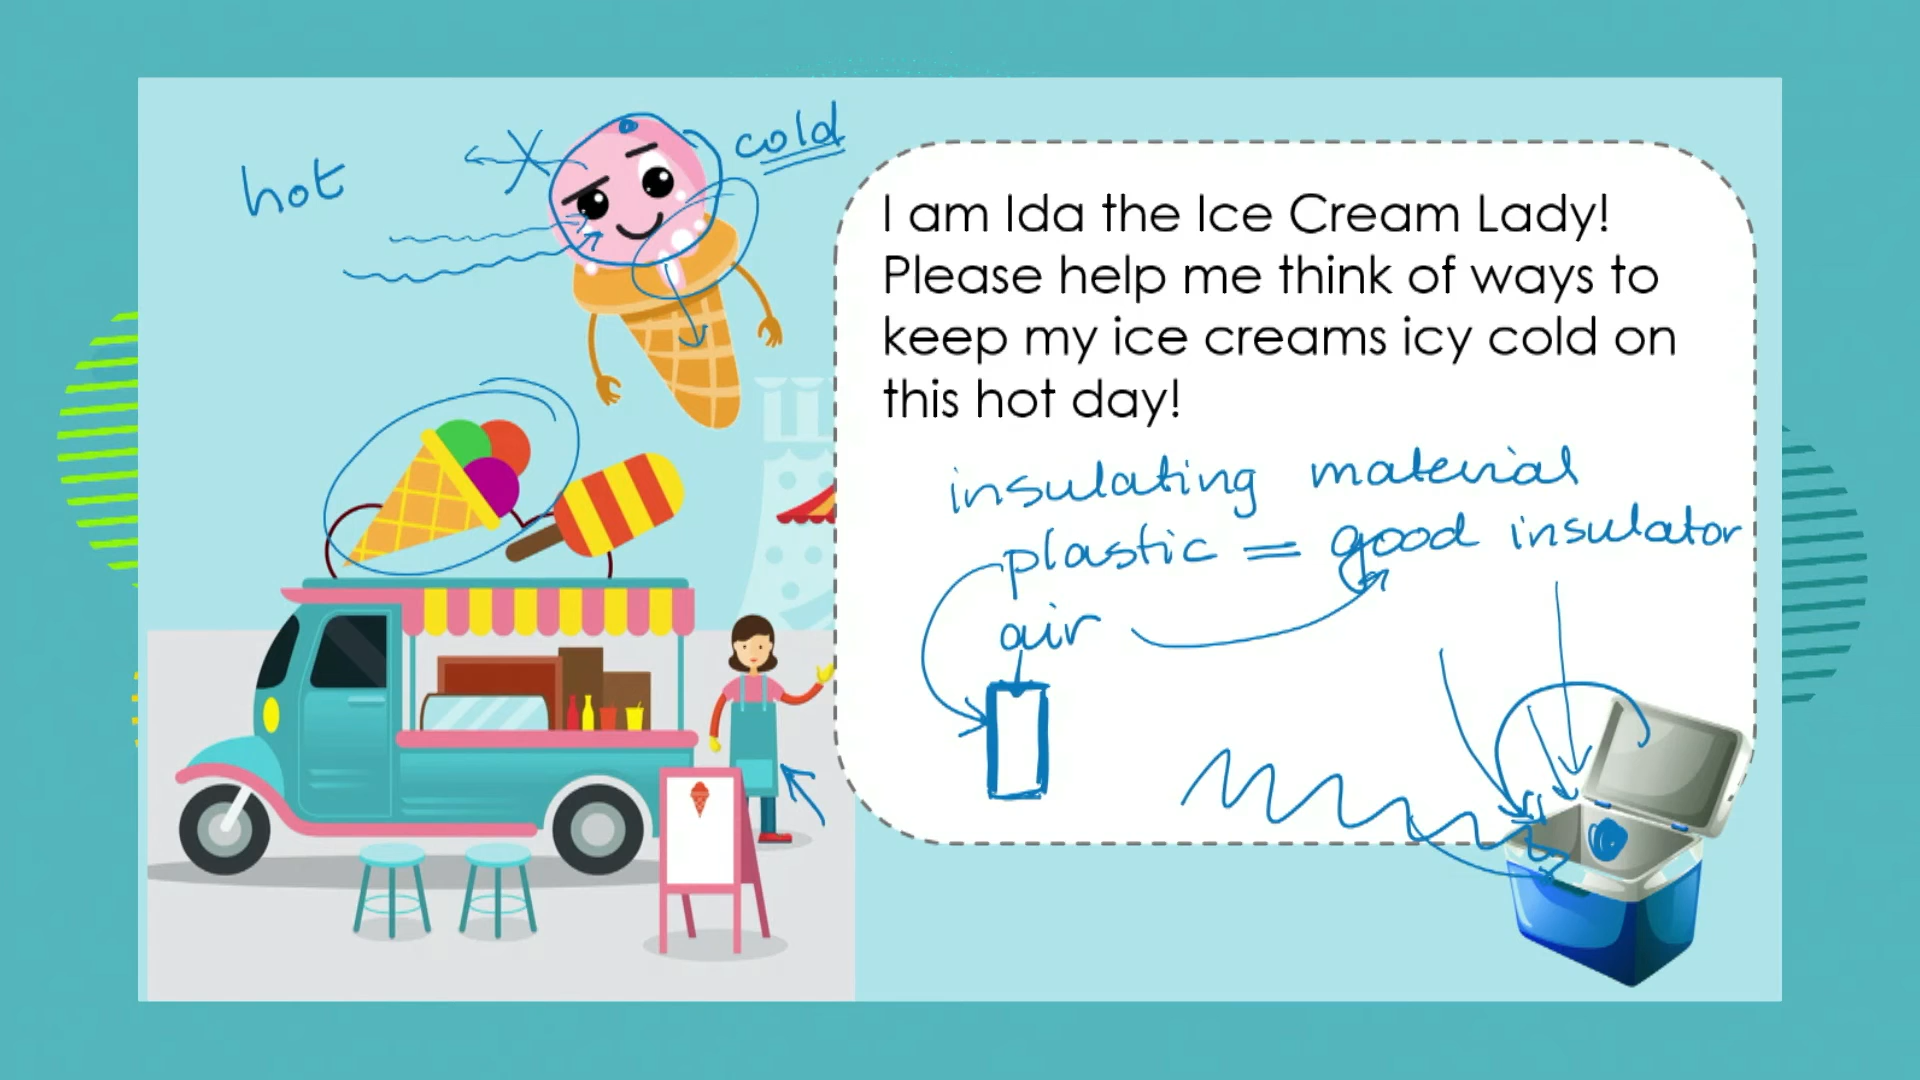 hot
cold
I am Ida the Ice Cream Lady!
Please help me think of ways to
keep my ice creams icy cold on
this hot day!
insulating material
plastic = good insulator
air